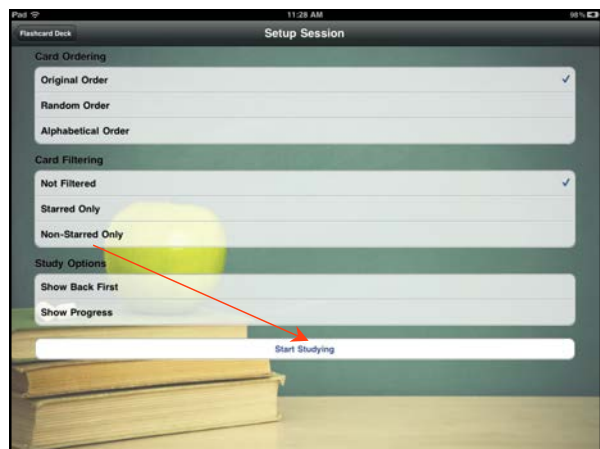 iPad 11:28 AM 98%
Flashcard Deck Setup Session
Card Ordering
Original Order
Random Order
Alphabetical Order
Card Filtering
Not Filtered
Starred Only
Non-Starred Only
Study Options
Show Back First
Show Progress
Start Studying